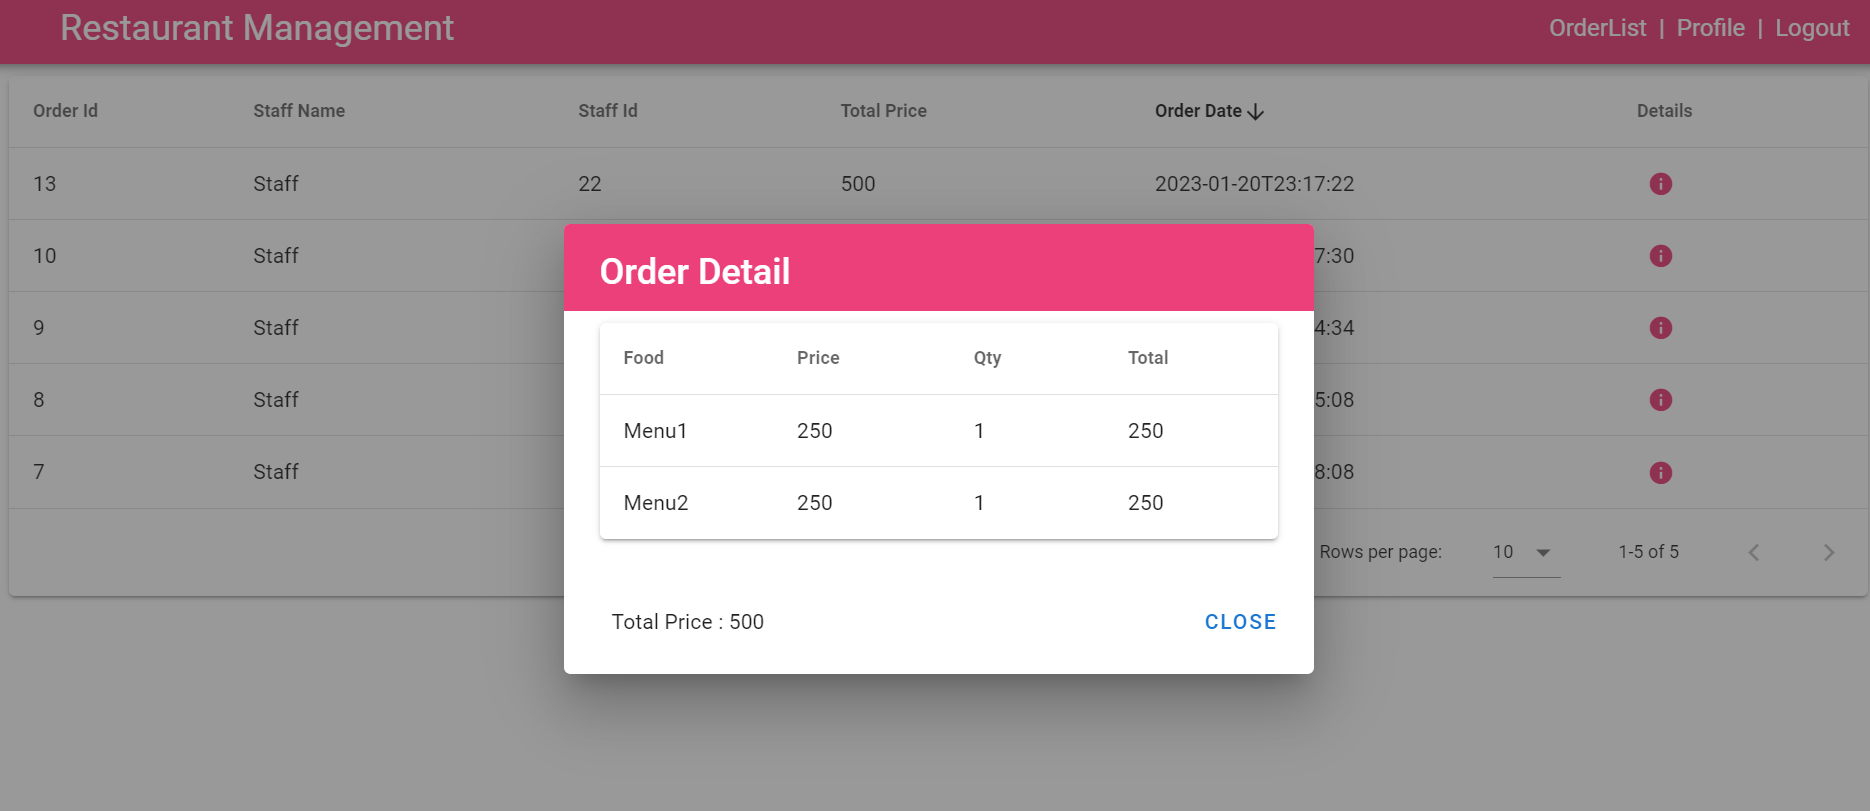 Restaurant Management
OrderList | Profile | Logout
Order Id Staff Name Staff Id Total Price Order Date Details
13 Staff 22 500 2023-01-20T23:17:22
10 Staff 7:30
9 Staff 4:34
8 Staff 5:08
7 Staff 8:08
Rows per page: 10 1-5 of 5
Order Detail
Food Price Qty Total
Menu1 250 1 250
Menu2 250 1 250
Total Price : 500
CLOSE